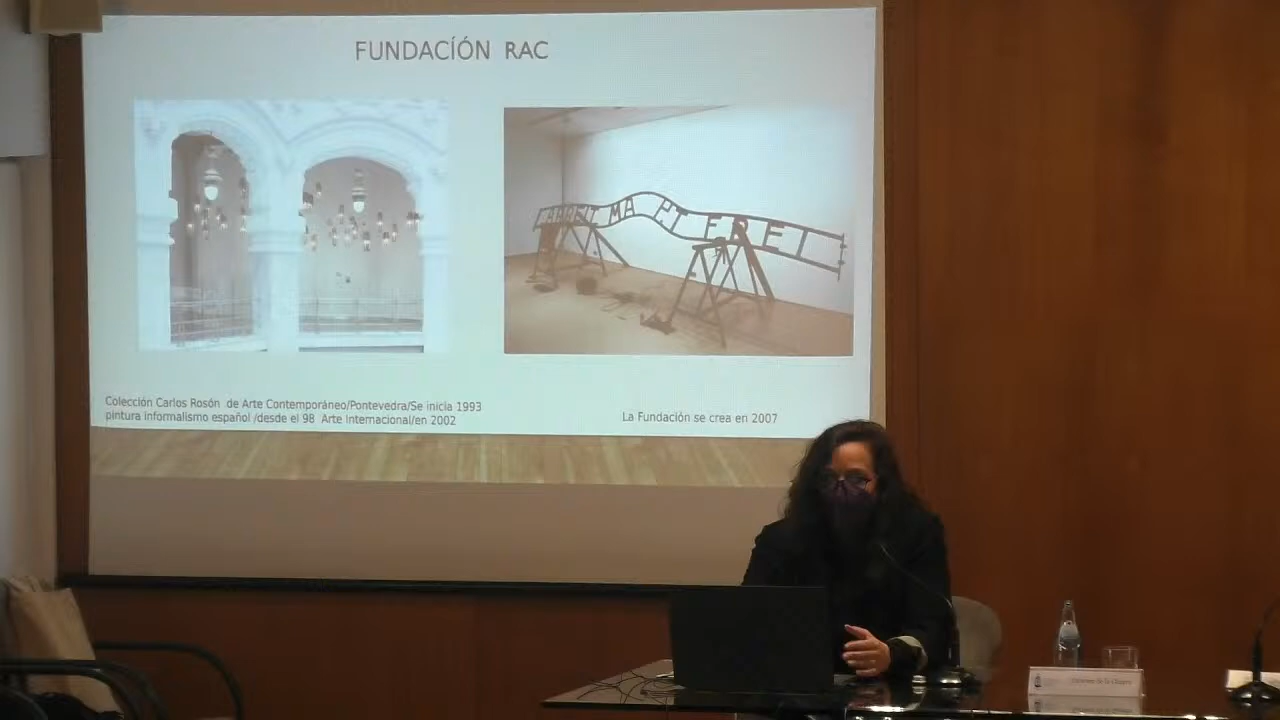 FUNDACÍÓN RAC
Colección Carlos Rosón de Arte Contemporáneo/Pontevedra/Se inicia 1993
pintura informalismo español /desde el 98 Arte Internacional/en 2002
La Fundación se crea en 2007